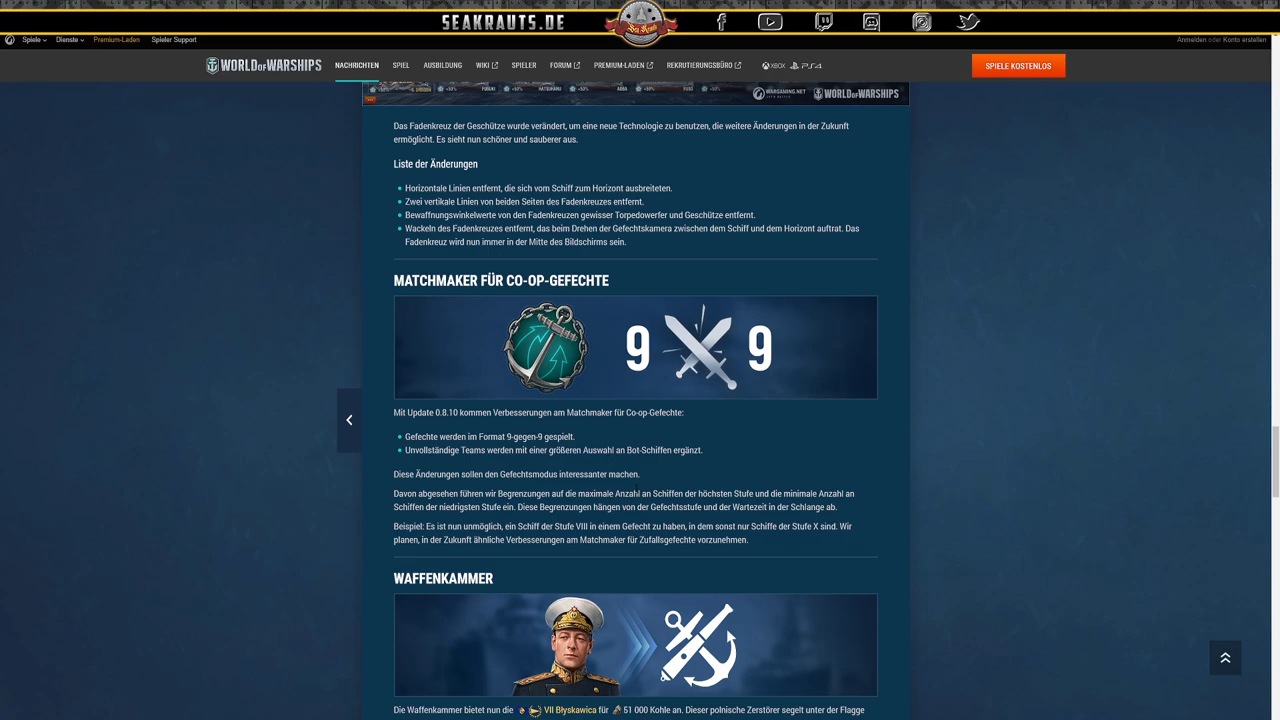 SEAKRAUTS.DE
Spiele Dienste Premium-Laden Spieler Support
Anmelden oder Konto erstellen
WORLD OF WARSHIPS NACHRICHTEN SPIEL AUSBILDUNG WIKI SPIELER FORUM PREMIUM-LADEN REKRUTIERUNGSBÜRO XBOX PS4 SPIELE KOSTENLOS
WARGAMING.NET WORLD OF WARSHIPS
Das Fadenkreuz der Geschütze wurde verändert, um eine neue Technologie zu benutzen, die weitere Änderungen in der Zukunft
ermöglicht. Es sieht nun schöner und sauberer aus.
Liste der Änderungen
Horizontale Linien entfernt, die sich vom Schiff zum Horizont ausbreiteten.
Zwei vertikale Linien von beiden Seiten des Fadenkreuzes entfernt.
Bewaffnungswinkelwerte von den Fadenkreuzen gewisser Torpedowerfer und Geschütze entfernt.
Wackeln des Fadenkreuzes entfernt, das beim Drehen der Gefechtskamera zwischen dem Schiff und dem Horizont auftrat. Das
Fadenkreuz wird nun immer in der Mitte des Bildschirms sein.
MATCHMAKER FÜR CO-OP-GEFECHTE
9 9
Mit Update 0.8.10 kommen Verbesserungen am Matchmaker für Co-op-Gefechte:
Gefechte werden im Format 9-gegen-9 gespielt.
Unvollständige Teams werden mit einer größeren Auswahl an Bot-Schiffen ergänzt.
Diese Änderungen sollen den Gefechtsmodus interessanter machen.
Davon abgesehen führen wir Begrenzungen auf die maximale Anzahl an Schiffen der höchsten Stufe und die minimale Anzahl an
Schiffen der niedrigsten Stufe ein. Diese Begrenzungen hängen von der Gefechtsstufe und der Wartezeit in der Schlange ab.
Beispiel: Es ist nun unmöglich, ein Schiff der Stufe VIII in einem Gefecht zu haben, in dem sonst nur Schiffe der Stufe X sind. Wir
planen, in der Zukunft ähnliche Verbesserungen am Matchmaker für Zufallsgefechte vorzunehmen.
WAFFENKAMMER
Die Waffenkammer bietet nun die VII Błyskawica für 51 000 Kohle an. Dieser polnische Zerstörer segelt unter der Flagge